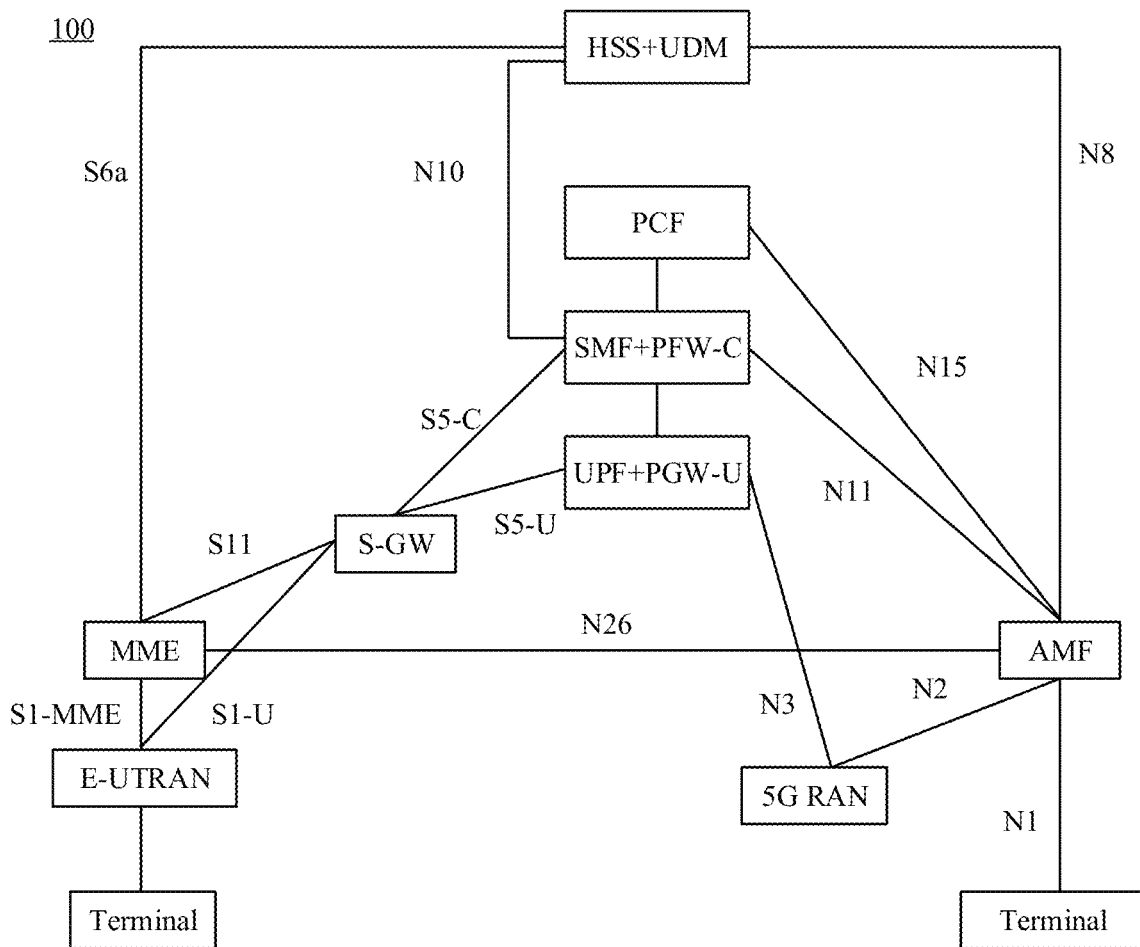 100
HSS+UDM
S6a
N10
N8
PCF
SMF+PFW-C
N15
S5-C
UPF+PGW-U
N11
S5-U
S11
S-GW
N26
MME
AMF
S1-MME
S1-U
N3
N2
E-UTRAN
5G RAN
N1
Terminal
Terminal